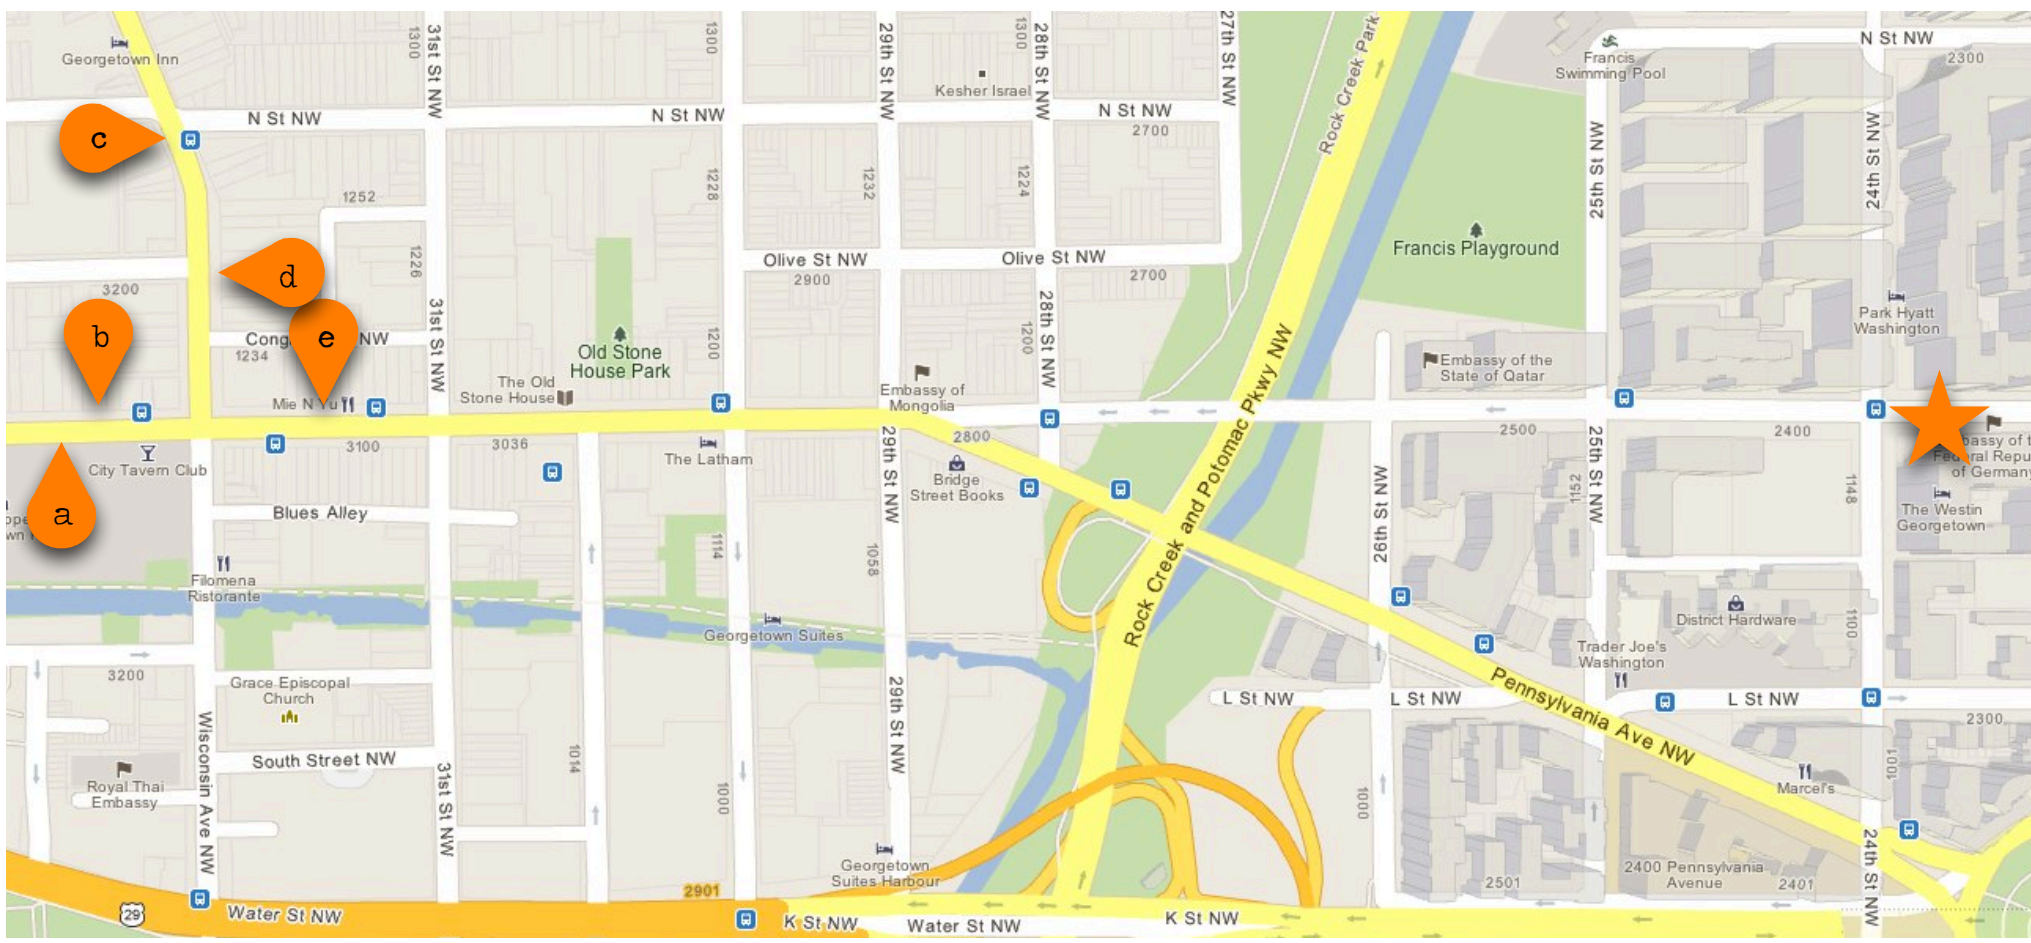 Georgetown Inn
1300
31st St NW
1300
29th St NW
1300
28th St NW
27th St NW
Rock Creek Park
Francis
Swimming Pool
N St NW
2300
Kesher Israel
N St NW
N St NW
N St NW
2700
c
1252
1228
1232
1224
25th St NW
24th St NW
1226
Francis Playground
Olive St NW
Olive St NW
2900
2700
3200
d
b
e
Cong
NW
1234
31st St NW
Old Stone
House Park
1200
1200
28th St NW
Park Hyatt
Washington
Embassy of the
State of Qatar
The Old
Stone House
Embassy of
Mongolia
Mie N Yu
3100
3036
2800
2500
2400
bassy of t
Federal Repu
of Germany
City Tavern Club
The Latham
29th St NW
Bridge
Street Books
25th St NW
1152
1148
a
ope
wn
Blues Alley
26th St NW
The Westin
Georgetown
1114
1058
Rock Creek and Potomac Pkwy NW
Filomena
Ristorante
District Hardware
1100
Georgetown Suites
Trader Joe's
Washington
3200
Grace Episcopal
Church
29th St NW
L St NW
L St NW
L St NW
Pennsylvania Ave NW
2300
Wisconsin Ave NW
South Street NW
1014
1001
31st St NW
Royal Thai
Embassy
1000
1000
Marcel's
24th St NW
Georgetown
Suites Harbour
2400 Pennsylvania
Avenue
2501
2401
2901
29
Water St NW
K St NW
Water St NW
K St NW